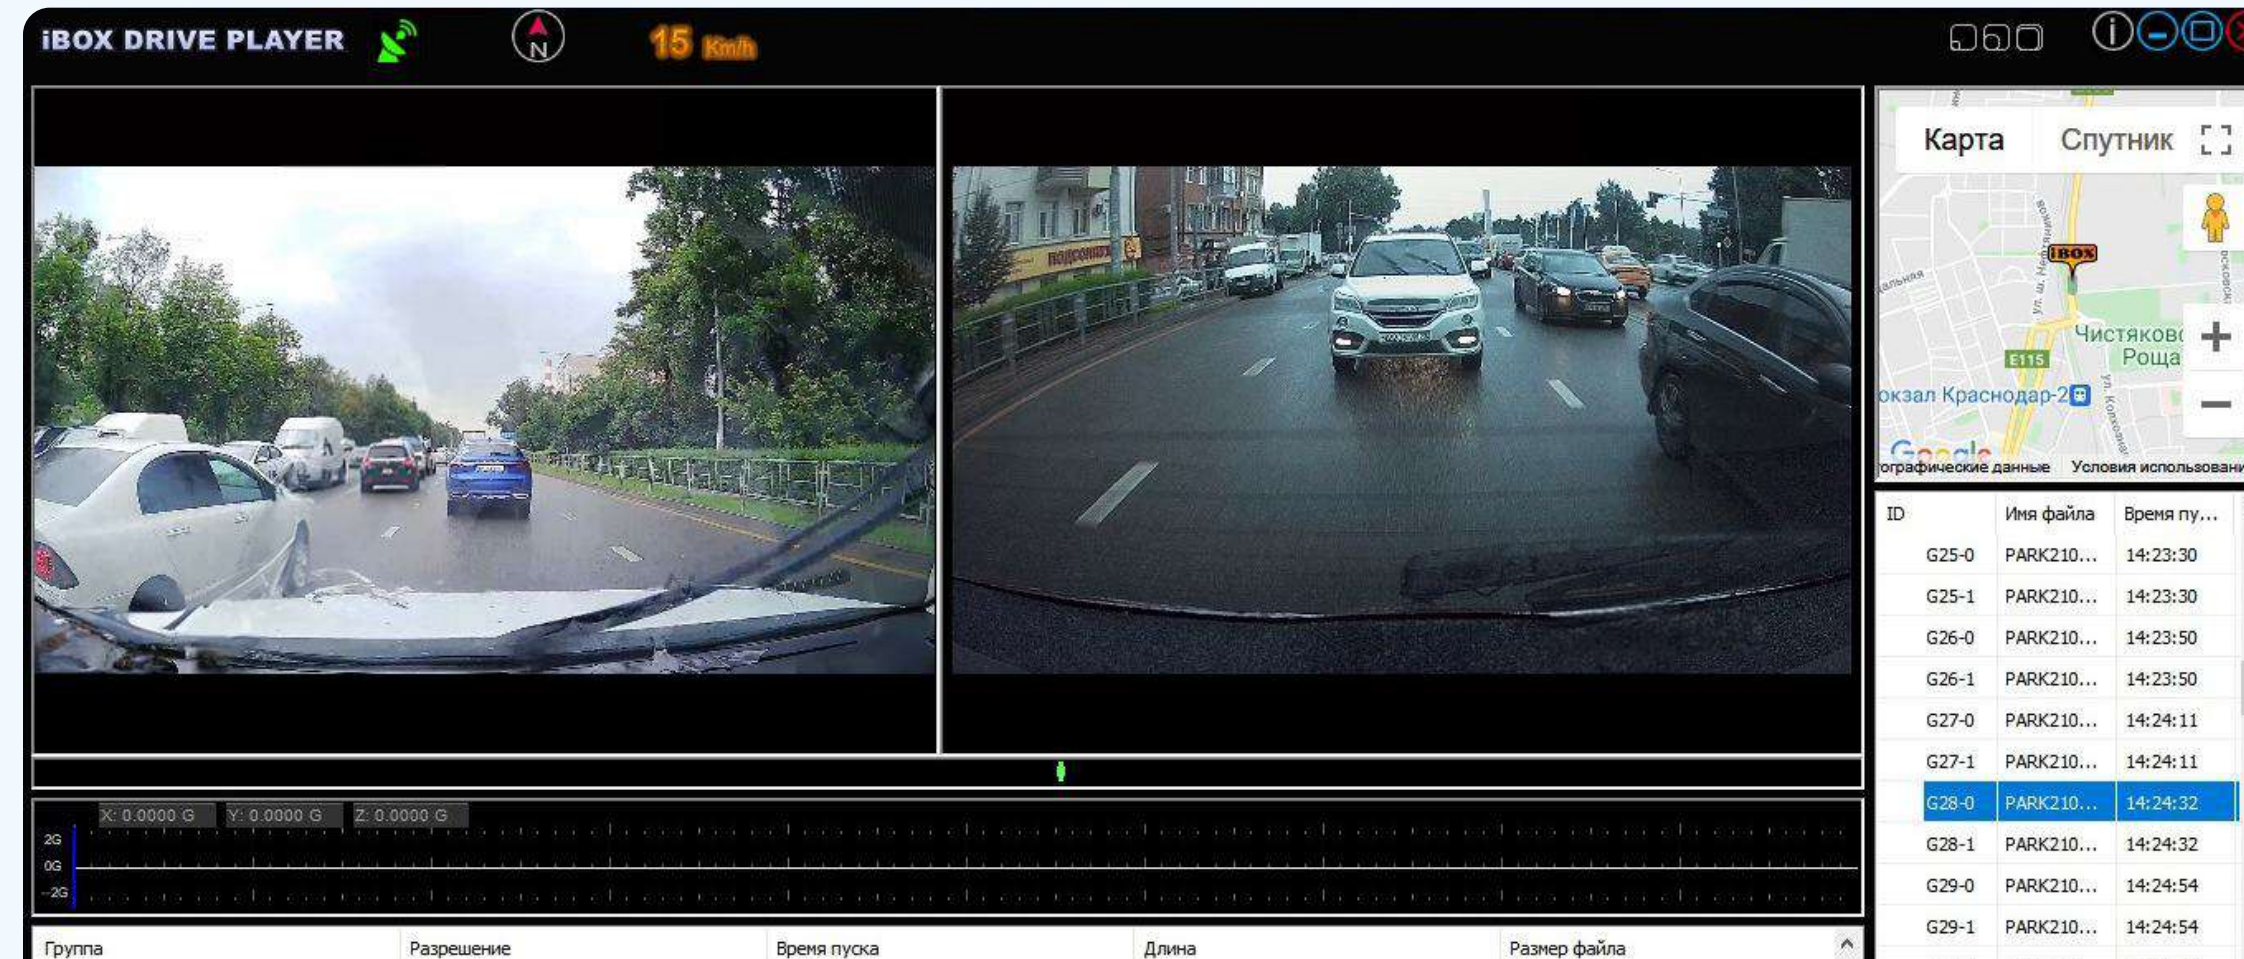 iBOX DRIVE PLAYER
N
15 Km/h
i
Карта Спутник
iBOX
Чистяковс
Роща
E115
окзал Краснодар-2
Google
ографические данные Условия использовани
ПОДСОЛНУХ
X: 0.0000 G Y: 0.0000 G Z: 0.0000 G
2G
0G
--2G
ID Имя файла Время пу...
G25-0 PARK210... 14:23:30
G25-1 PARK210... 14:23:30
G26-0 PARK210... 14:23:50
G26-1 PARK210... 14:23:50
G27-0 PARK210... 14:24:11
G27-1 PARK210... 14:24:11
G28-0 PARK210... 14:24:32
G28-1 PARK210... 14:24:32
G29-0 PARK210... 14:24:54
G29-1 PARK210... 14:24:54
Группа Разрешение Время пуска Длина Размер файла